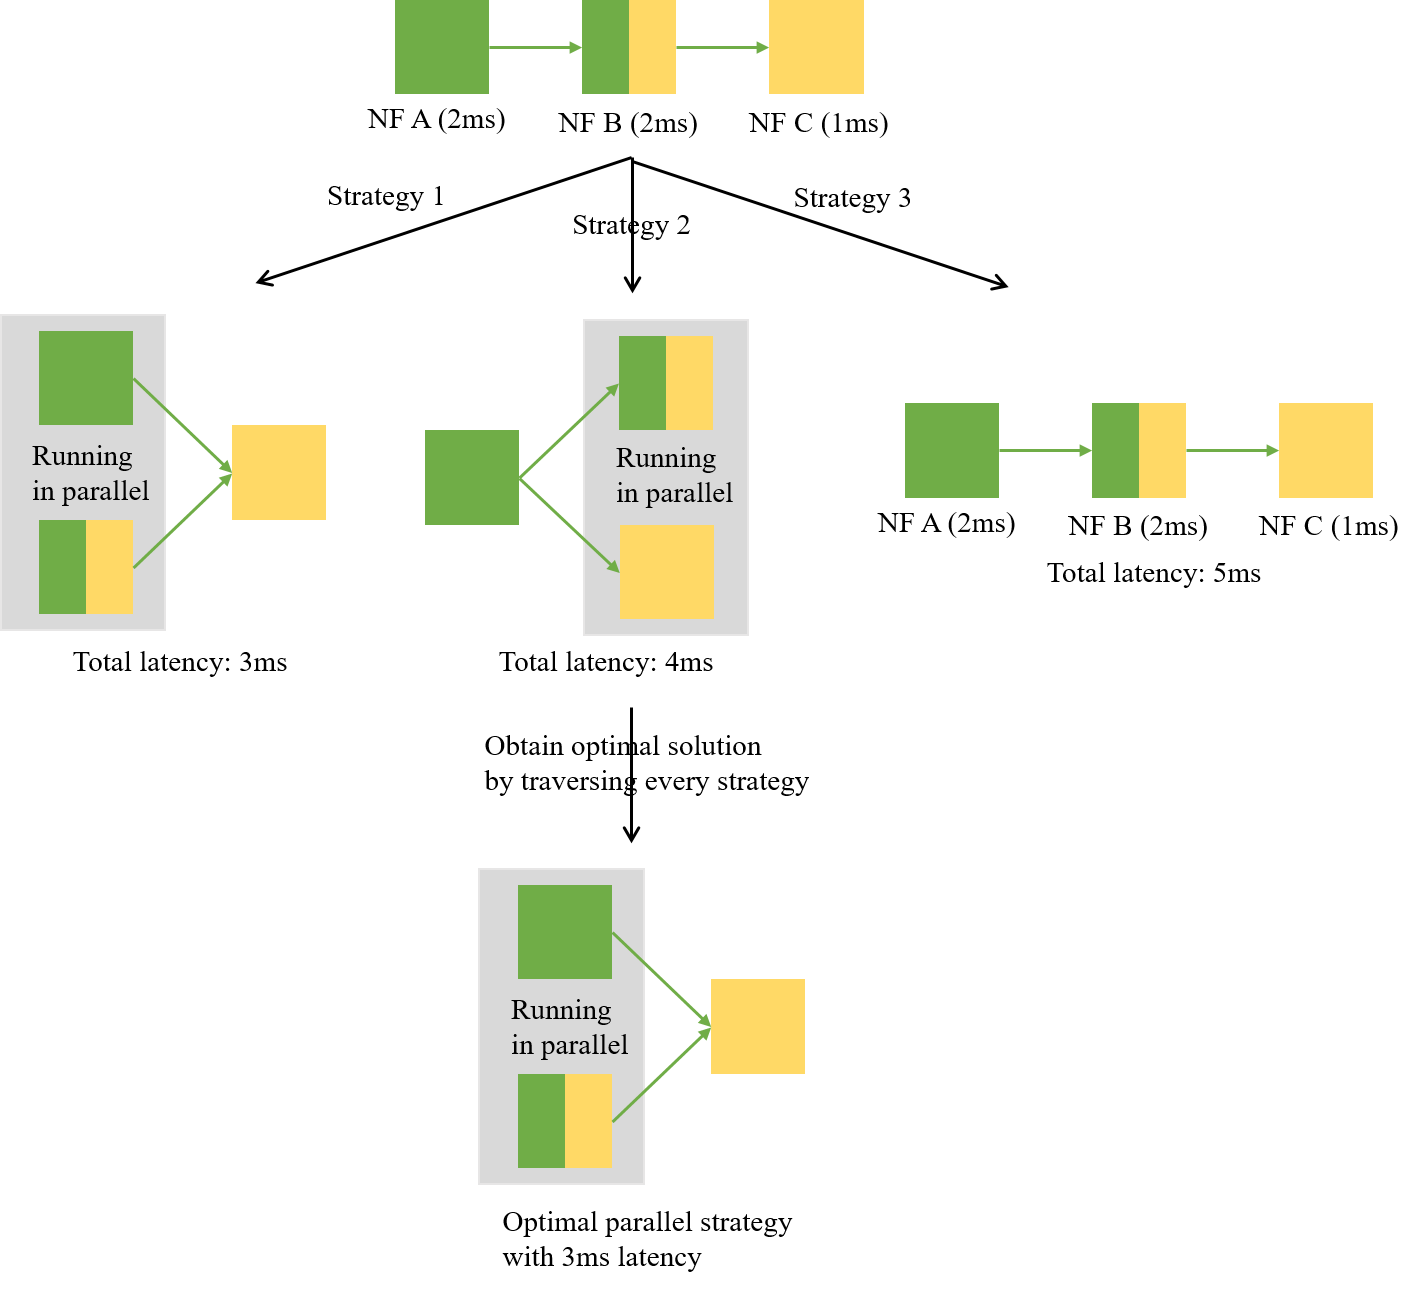 NF A (2ms)
NF B (2ms)
NF C (1ms)
Strategy 1
Strategy 2
Strategy 3
Running
in parallel
Total latency: 3ms
Running
in parallel
Total latency: 4ms
NF A (2ms)
NF B (2ms)
NF C (1ms)
Total latency: 5ms
Obtain optimal solution
by traversing every strategy
Running
in parallel
Optimal parallel strategy
with 3ms latency